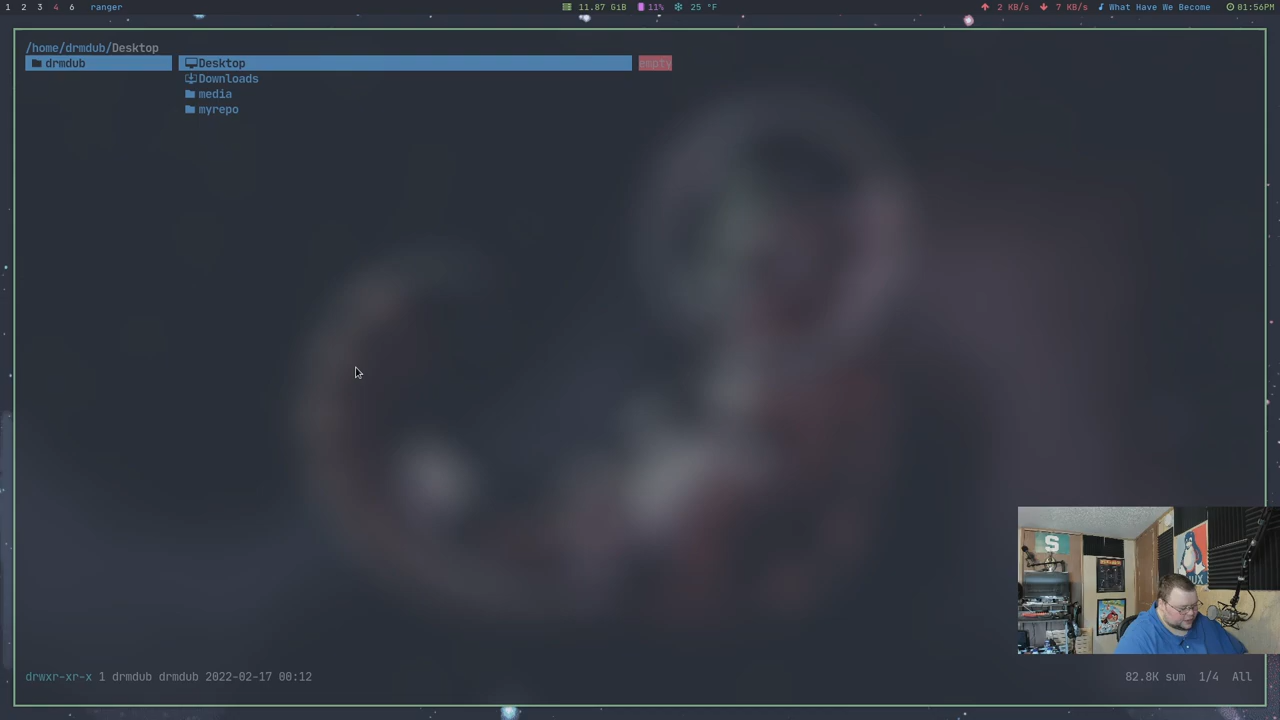 1 2 3 4 6 ranger 11.87 GiB 11% 25 °F 2 KB/s 7 KB/s What Have We Become 01:56PM
/home/drmdub/Desktop
drmdub Desktop empty
Downloads
media
myrepo
S
drwxr-xr-x 1 drmdub drmdub 2022-02-17 00:12 82.8K sum 1/4 All